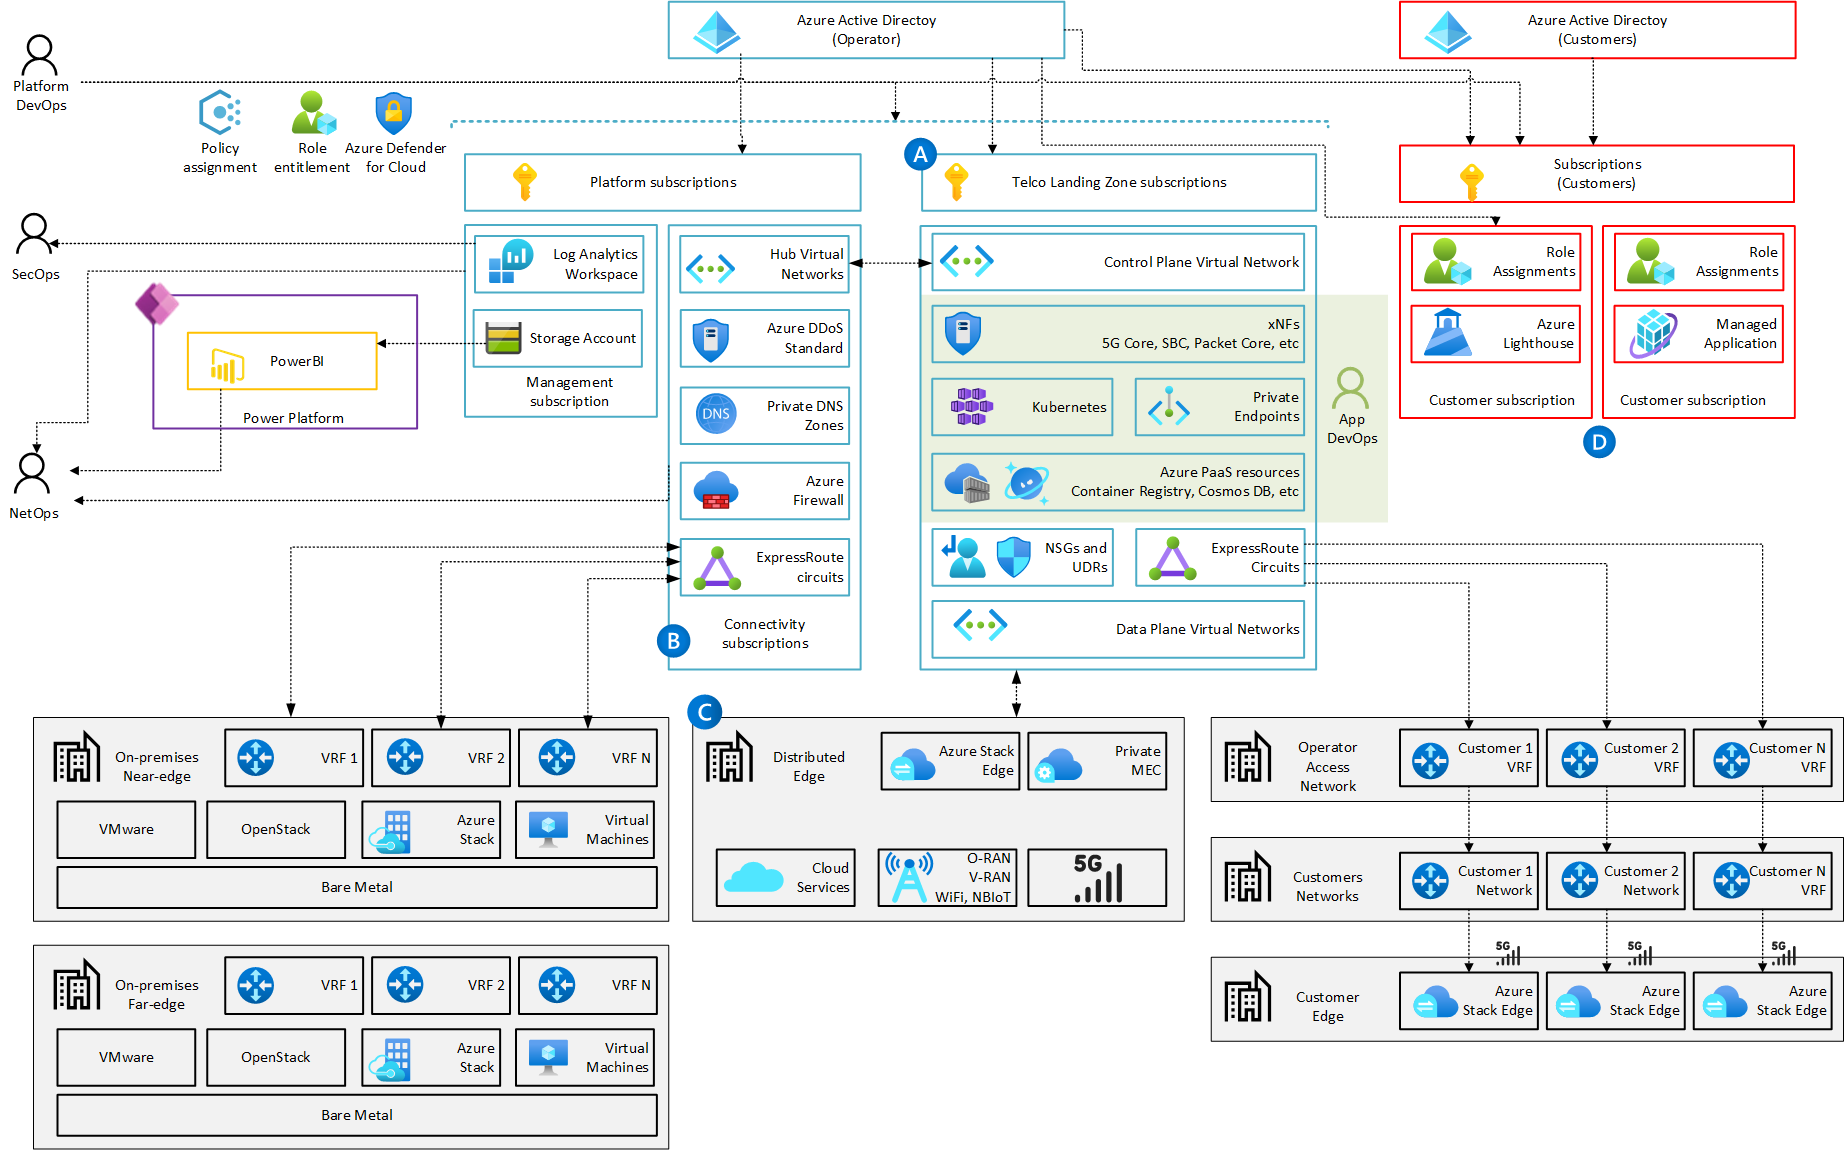 Azure Active Directoy
(Operator)
Azure Active Directoy
(Customers)
Platform
DevOps
Policy
assignment
Role
entitlement
Azure Defender
for Cloud
A
Platform subscriptions
Telco Landing Zone subscriptions
Subscriptions
(Customers)
SecOps
Log Analytics
Workspace
Storage Account
Management
subscription
PowerBI
Power Platform
NetOps
Hub Virtual
Networks
Azure DDoS
Standard
DNS
Private DNS
Zones
Azure
Firewall
ExpressRoute
circuits
Connectivity
subscriptions
B
Control Plane Virtual Network
xNFs
5G Core, SBC, Packet Core, etc
Kubernetes
Private
Endpoints
Azure PaaS resources
Container Registry, Cosmos DB, etc
App
DevOps
NSGs and
UDRs
ExpressRoute
Circuits
Data Plane Virtual Networks
Role
Assignments
Azure
Lighthouse
Customer subscription
Role
Assignments
Managed
Application
Customer subscription
D
On-premises
Near-edge
VRF 1
VRF 2
VRF N
VMware
OpenStack
Azure
Stack
Virtual
Machines
Bare Metal
C
Distributed
Edge
Azure Stack
Edge
Private
MEC
Cloud
Services
O-RAN
V-RAN
WiFi, NBIoT
5G
Operator
Access
Network
Customer 1
VRF
Customer 2
VRF
Customer N
VRF
Customers
Networks
Customer 1
Network
Customer 2
Network
Customer N
VRF
5G
5G
5G
Customer
Edge
Azure
Stack Edge
Azure
Stack Edge
Azure
Stack Edge
On-premises
Far-edge
VRF 1
VRF 2
VRF N
VMware
OpenStack
Azure
Stack
Virtual
Machines
Bare Metal